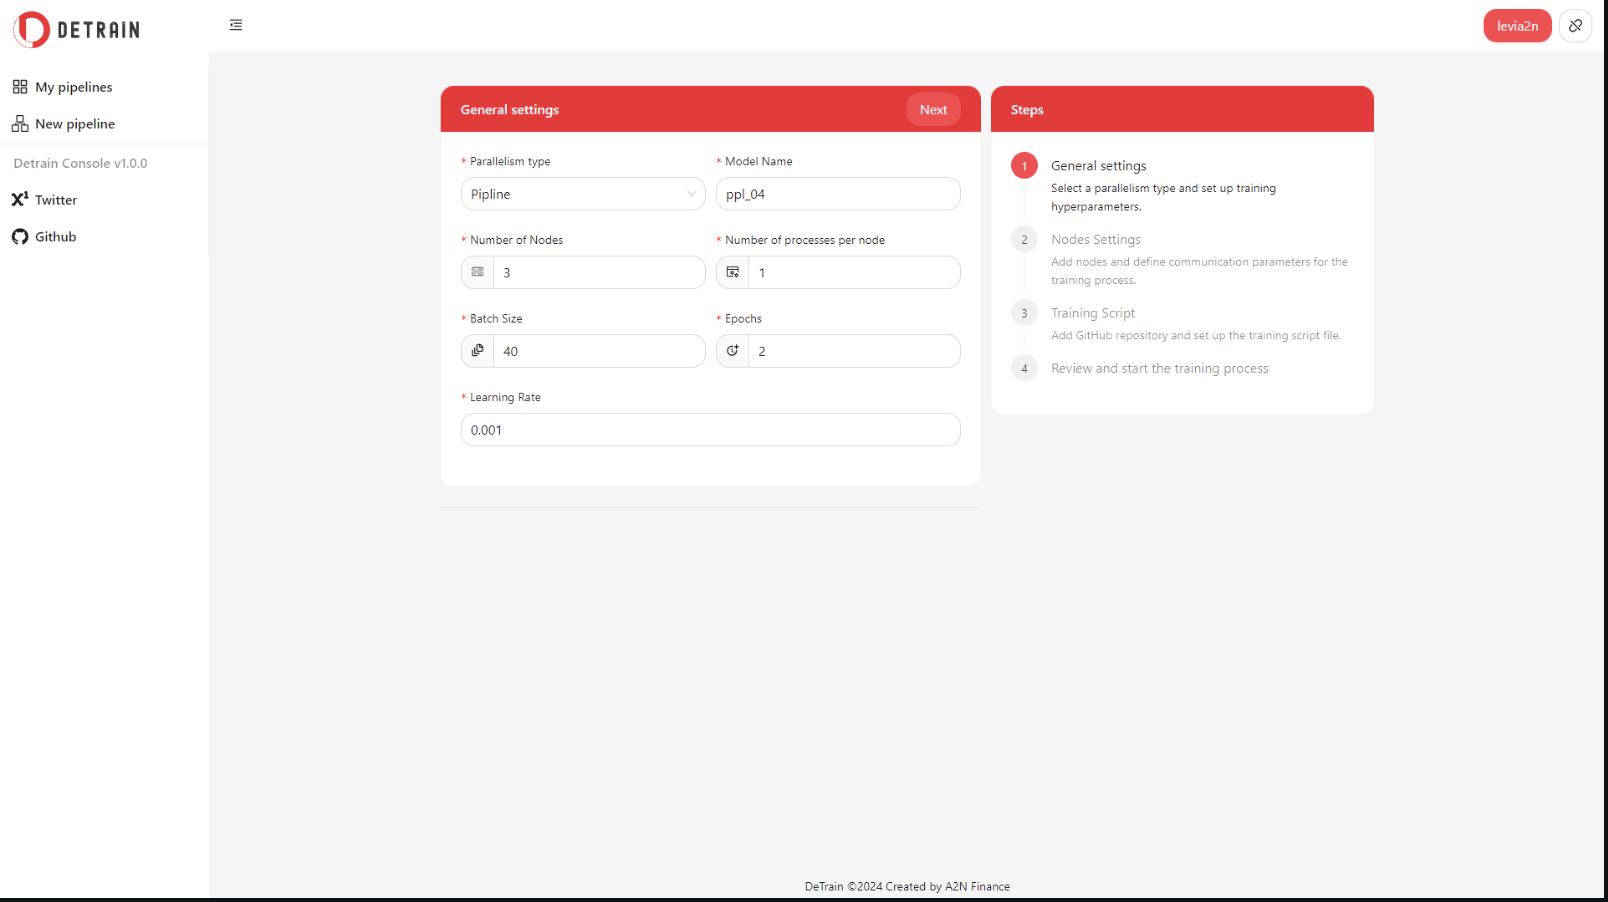 DETRAIN
levia2n
My pipelines
New pipeline
Detrain Console v1.0.0
Twitter
Github
General settings
Next
* Parallelism type
* Model Name
Pipline
ppl_04
* Number of Nodes
* Number of processes per node
3
1
* Batch Size
* Epochs
40
2
* Learning Rate
0.001
Steps
1
General settings
Select a parallelism type and set up training
hyperparameters.
2
Nodes Settings
Add nodes and define communication parameters for the
training process.
3
Training Script
Add GitHub repository and set up the training script file.
4
Review and start the training process
DeTrain ©2024 Created by A2N Finance